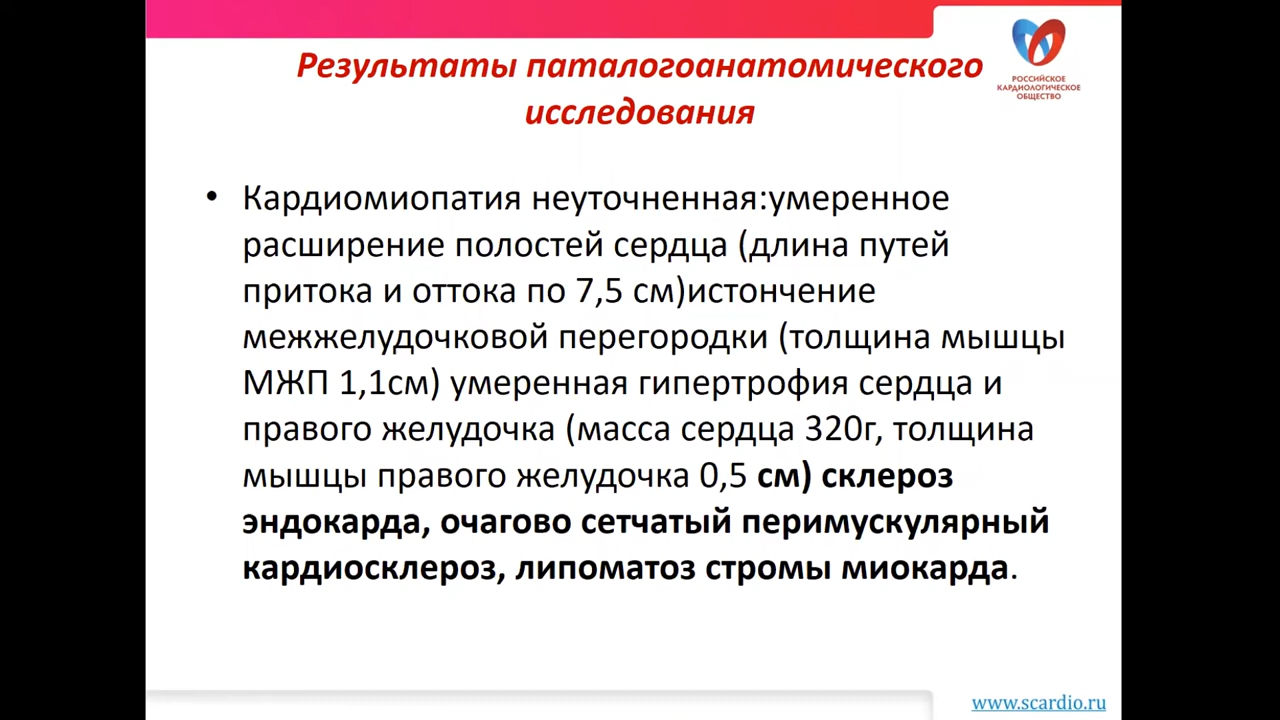 Результаты паталогоанатомического
исследования
РОССИЙСКОЕ
КАРДИОЛОГИЧЕСКОЕ
ОБЩЕСТВО
• Кардиомиопатия неуточненная:умеренное
расширение полостей сердца (длина путей
притока и оттока по 7,5 см)истончение
межжелудочковой перегородки (толщина мышцы
МЖП 1,1см) умеренная гипертрофия сердца и
правого желудочка (масса сердца 320г, толщина
мышцы правого желудочка 0,5 см) склероз
эндокарда, очагово сетчатый перимускулярный
кардиосклероз, липоматоз стромы миокарда.
www.scardio.ru